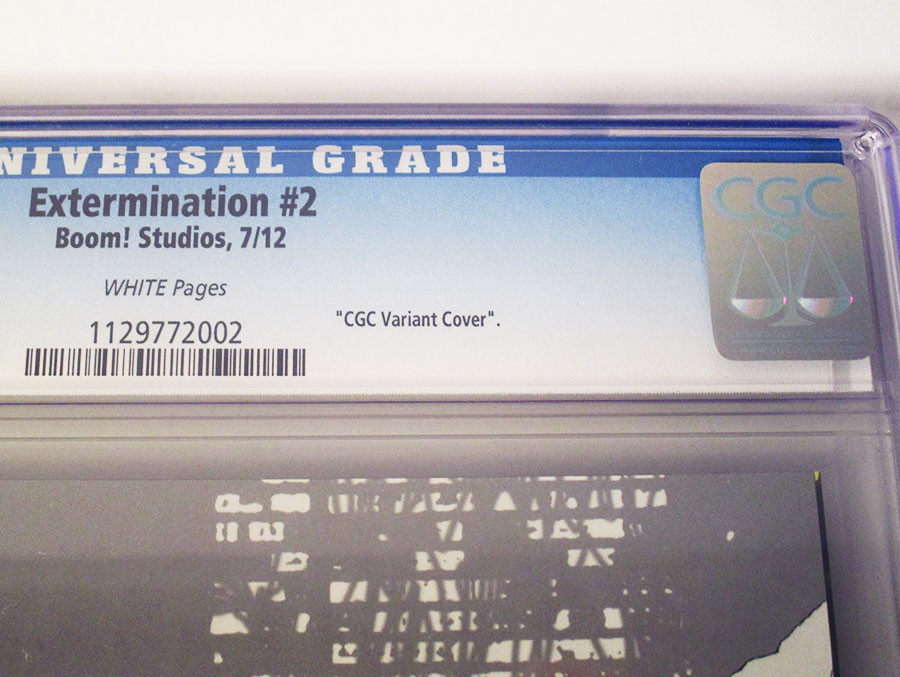 NIVERSAL GRADE
Extermination #2
Boom! Studios, 7/12
WHITE Pages
1129772002
"CGC Variant Cover".
CGC